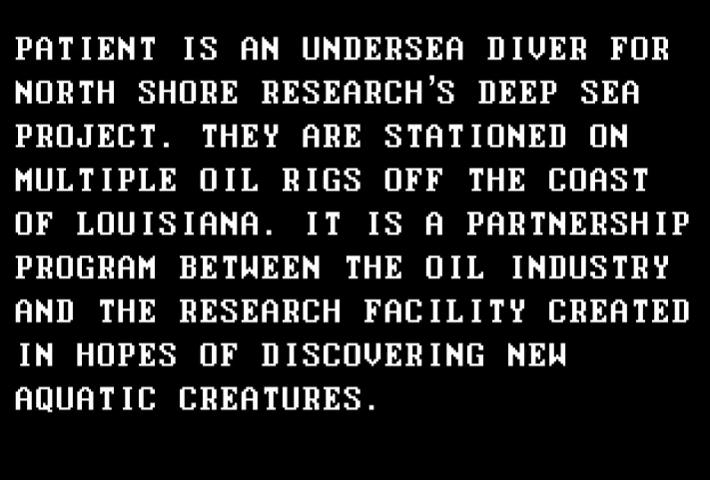 PATIENT IS AN UNDERSEA DIVER FOR
NORTH SHORE RESEARCH'S DEEP SEA
PROJECT. THEY ARE STATIONED ON
MULTIPLE OIL RIGS OFF THE COAST
OF LOUISIANA. IT IS A PARTNERSHIP
PROGRAM BETWEEN THE OIL INDUSTRY
AND THE RESEARCH FACILITY CREATED
IN HOPES OF DISCOVERING NEW
AQUATIC CREATURES.